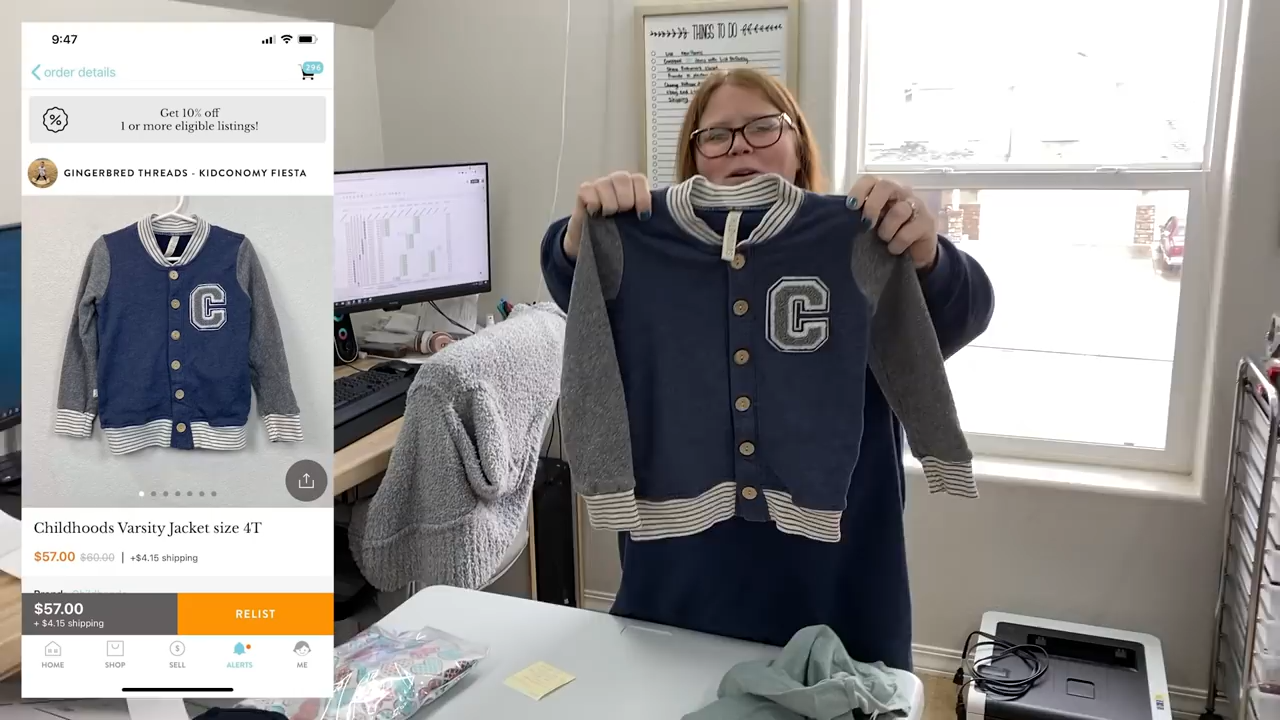 9:47
order details
296
Get 10% off
1 or more eligible listings!
GINGERBRED THREADS - KIDCONOMY FIESTA
C
Childhoods Varsity Jacket size 4T
$57.00 $60.00 | +$4.15 shipping
$57.00
+ $4.15 shipping
RELIST
HOME
SHOP
SELL
ALERTS
ME
THINGS TO DO
C